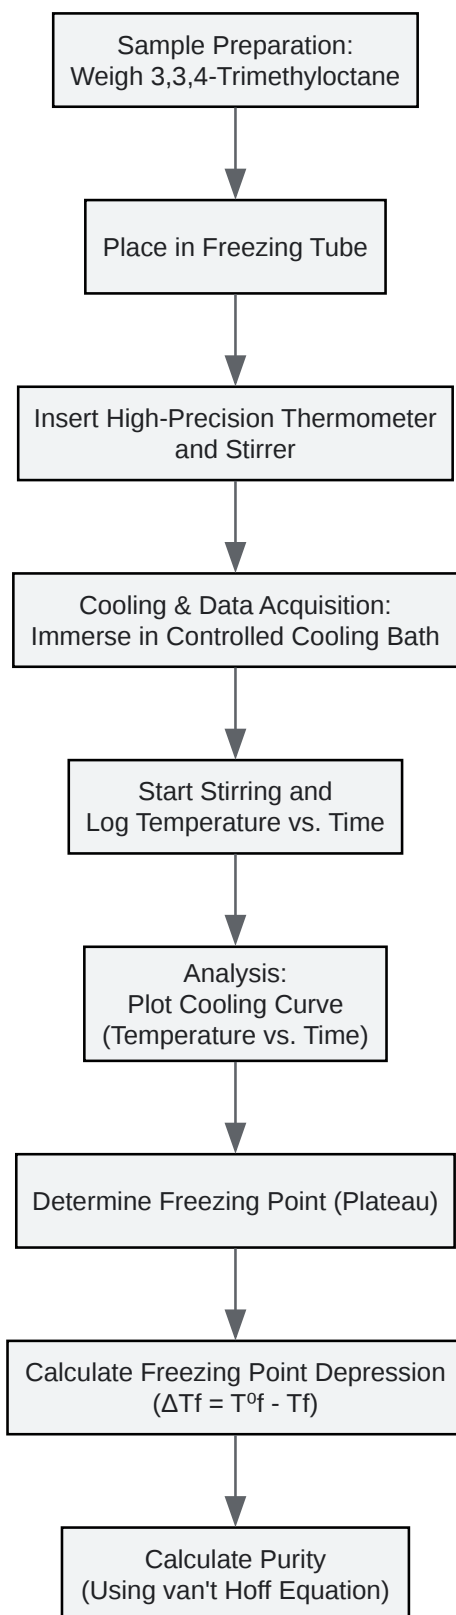 Sample Preparation:
Weigh 3,3,4-Trimethyloctane
Place in Freezing Tube
Insert High-Precision Thermometer
and Stirrer
Cooling & Data Acquisition:
Immerse in Controlled Cooling Bath
Start Stirring and
Log Temperature vs. Time
Analysis:
Plot Cooling Curve
(Temperature vs. Time)
Determine Freezing Point (Plateau)
Calculate Freezing Point Depression
(ΔTf = T⁰f - Tf)
Calculate Purity
(Using van't Hoff Equation)